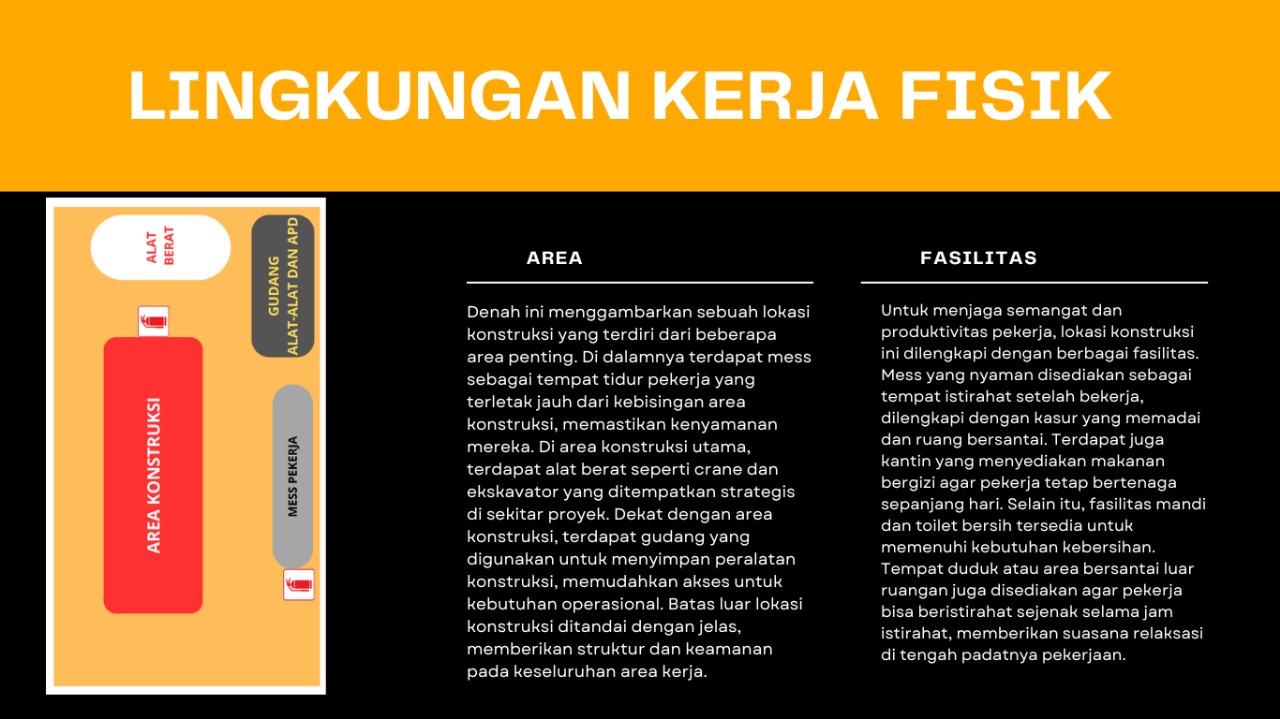 LINGKUNGAN KERJA FISIK
ALAT
BERAT
GUDANG
ALAT-ALAT DAN APD
AREA KONSTRUKSI
MESS PEKERJA
AREA
Denah ini menggambarkan sebuah lokasi
konstruksi yang terdiri dari beberapa
area penting. Di dalamnya terdapat mess
sebagai tempat tidur pekerja yang
terletak jauh dari kebisingan area
konstruksi, memastikan kenyamanan
mereka. Di area konstruksi utama,
terdapat alat berat seperti crane dan
ekskavator yang ditempatkan strategis
di sekitar proyek. Dekat dengan area
konstruksi, terdapat gudang yang
digunakan untuk menyimpan peralatan
konstruksi, memudahkan akses untuk
kebutuhan operasional. Batas luar lokasi
konstruksi ditandai dengan jelas,
memberikan struktur dan keamanan
pada keseluruhan area kerja.
FASILITAS
Untuk menjaga semangat dan
produktivitas pekerja, lokasi konstruksi
ini dilengkapi dengan berbagai fasilitas.
Mess yang nyaman disediakan sebagai
tempat istirahat setelah bekerja,
dilengkapi dengan kasur yang memadai
dan ruang bersantai. Terdapat juga
kantin yang menyediakan makanan
bergizi agar pekerja tetap bertenaga
sepanjang hari. Selain itu, fasilitas mandi
dan toilet bersih tersedia untuk
memenuhi kebutuhan kebersihan.
Tempat duduk atau area bersantai luar
ruangan juga disediakan agar pekerja
bisa beristirahat sejenak selama jam
istirahat, memberikan suasana relaksasi
di tengah padatnya pekerjaan.